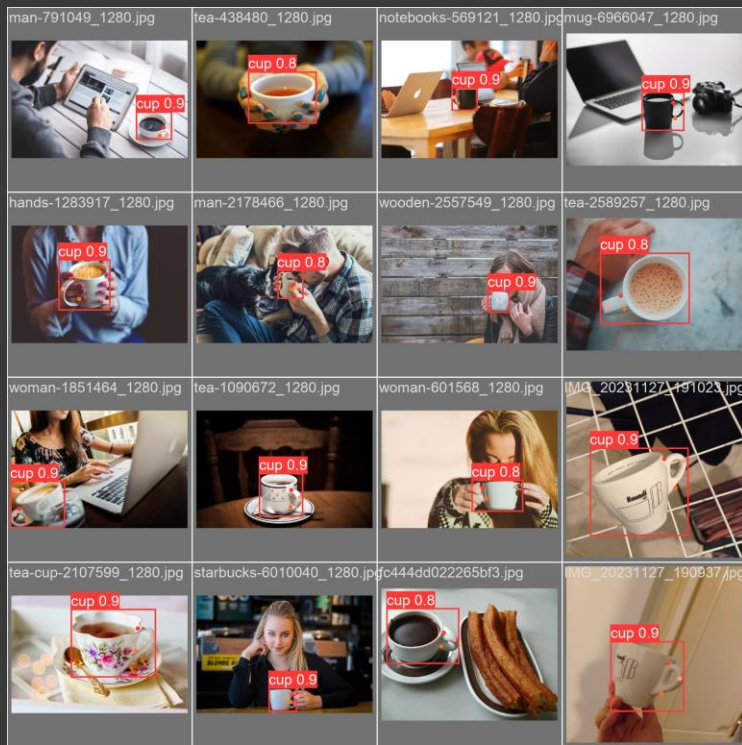 man-791049_1280.jpg
tea-438480_1280.jpg
notebooks-569121_1280.jpg
mug-6966047_1280.jpg
cup 0.9
cup 0.8
cup 0.9
cup 0.9
hands-1283917_1280.jpg
man-2178466_1280.jpg
wooden-2557549_1280.jpg
tea-2589257_1280.jpg
cup 0.9
cup 0.8
cup 0.9
cup 0.8
woman-1851464_1280.jpg
tea-1090672_1280.jpg
woman-601568_1280.jpg
IMG_20231127_191023.jpg
cup 0.9
cup 0.9
cup 0.8
cup 0.9
tea-cup-2107599_1280.jpg
starbucks-6010040_1280.jpg
fc444dd022265bf3.jpg
IMG_20231127_190937.jpg
cup 0.9
cup 0.9
cup 0.8
cup 0.9